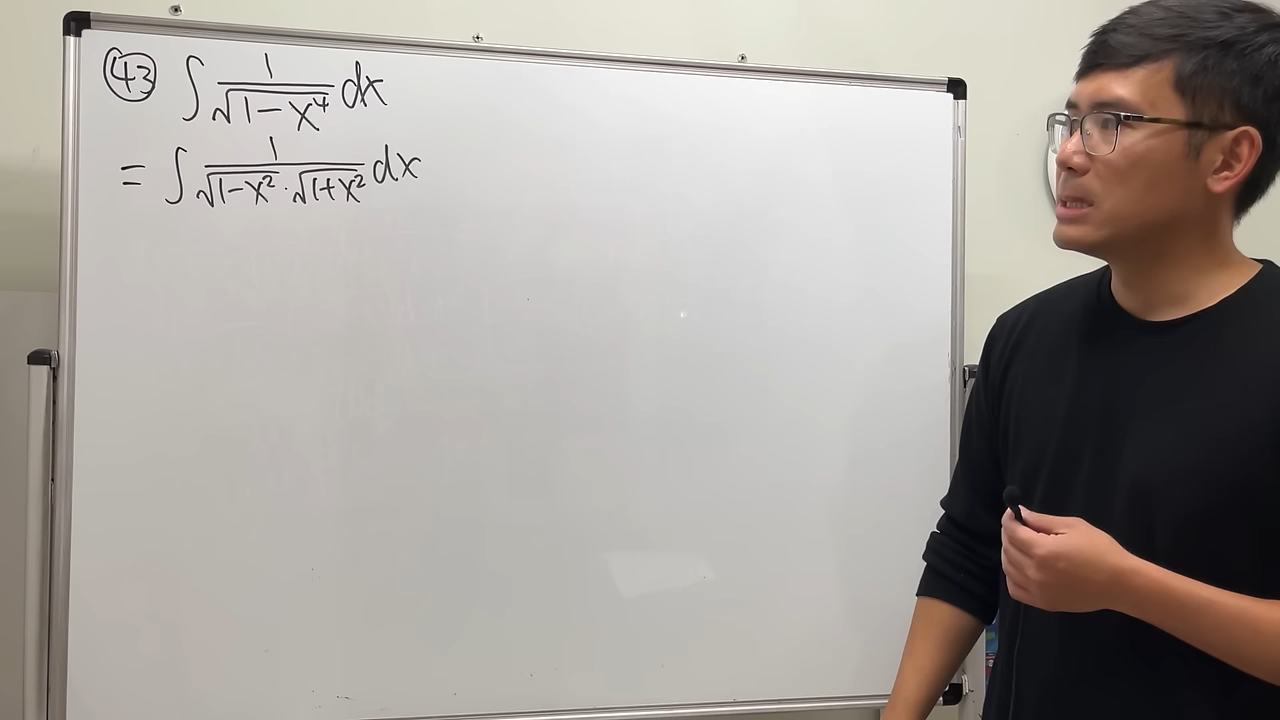 ㊸ ∫ 1/√(1-x⁴) dx
= ∫ 1/(√(1-x²)·√(1+x²)) dx